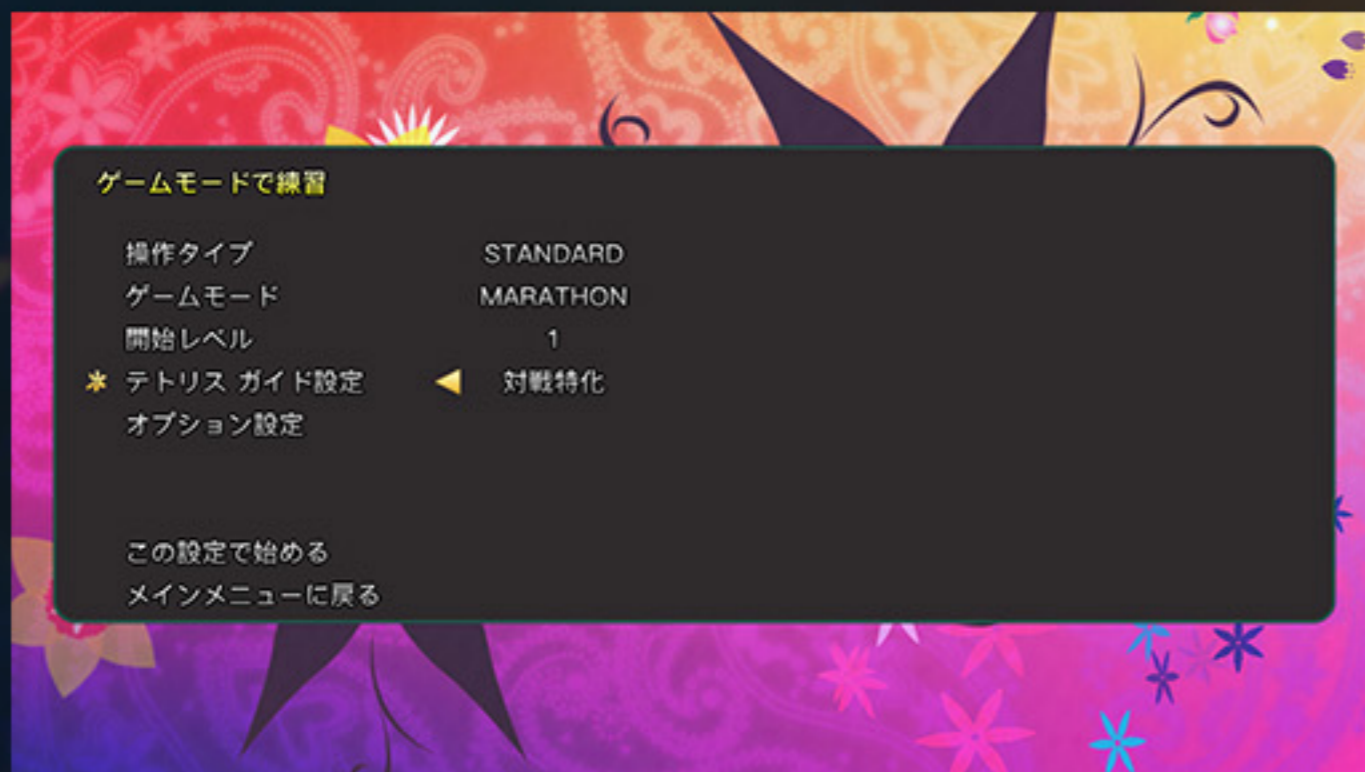 ゲームモードで練習
操作タイプ STANDARD
ゲームモード MARATHON
開始レベル 1
テトリス ガイド設定 対戦特化
オプション設定
この設定で始める
メインメニューに戻る